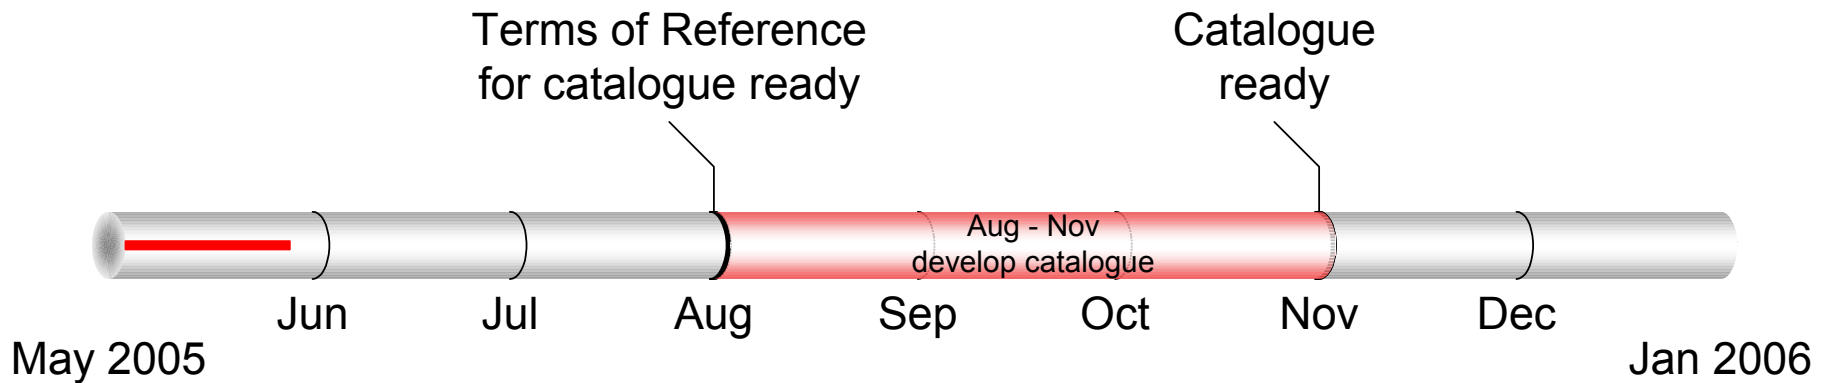 Terms of Reference
for catalogue ready
Catalogue
ready
Aug - Nov
develop catalogue
Jun
Jul
Aug
Sep
Oct
Nov
Dec
May 2005
Jan 2006